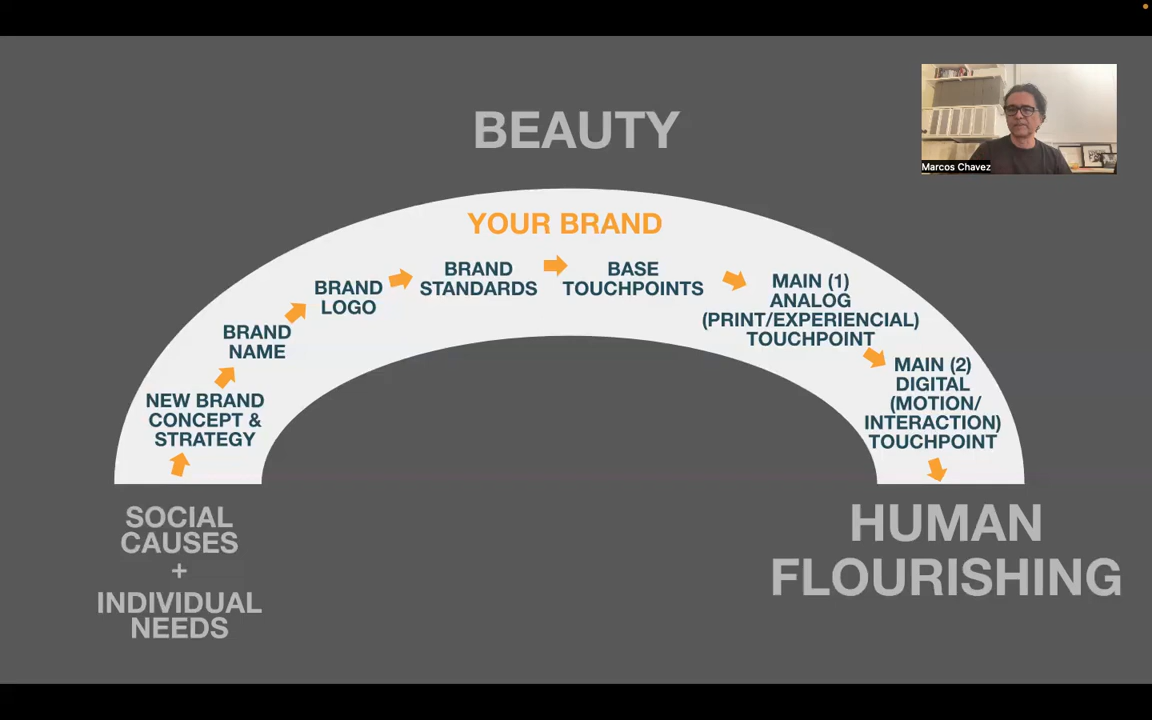 BEAUTY
Marcos Chavez
YOUR BRAND
NEW BRAND
CONCEPT &
STRATEGY
BRAND
NAME
BRAND
LOGO
BRAND
STANDARDS
BASE
TOUCHPOINTS
MAIN (1)
ANALOG
(PRINT/EXPERIENCIAL)
TOUCHPOINT
MAIN (2)
DIGITAL
(MOTION/
INTERACTION)
TOUCHPOINT
SOCIAL
CAUSES
+
INDIVIDUAL
NEEDS
HUMAN
FLOURISHING